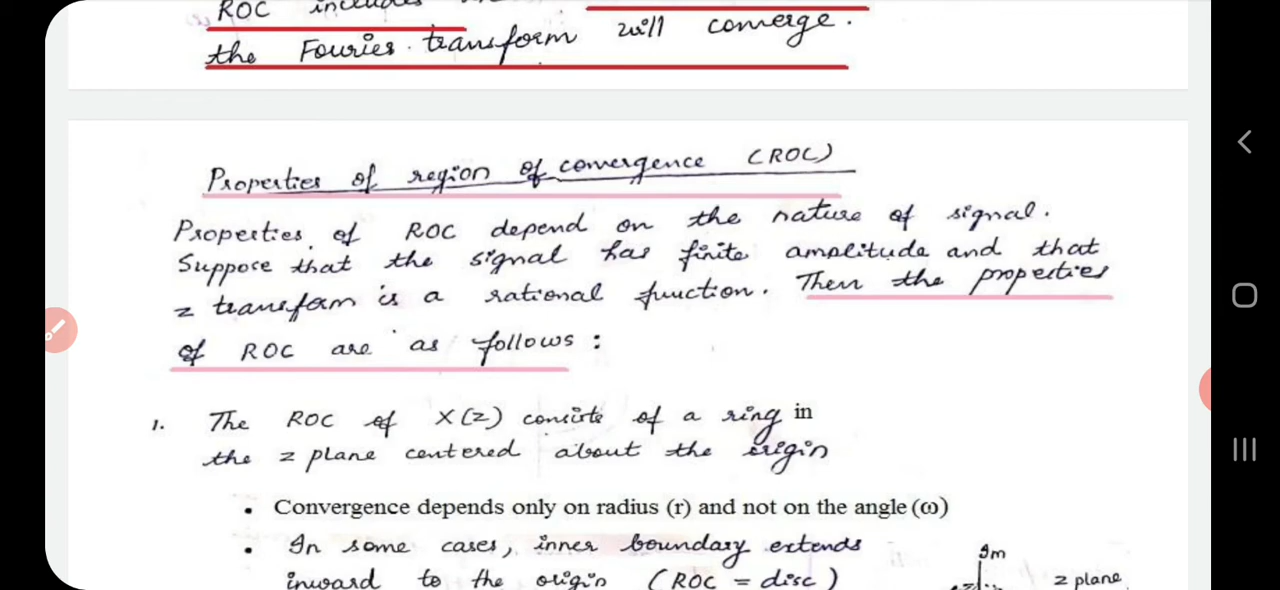 ROC
the Fourier transform will converge.
Properties of region of convergence (ROC)
Properties of ROC depend on the nature of signal.
Suppose that the signal has finite amplitude and that
z transform is a rational function. Then the properties
of ROC are as follows :
1. The ROC of X(z) consists of a ring in
the z plane centered about the origin
• Convergence depends only on radius (r) and not on the angle (ω)
• In some cases, inner boundary extends
inward to the origin (ROC = disc)
Im
z plane